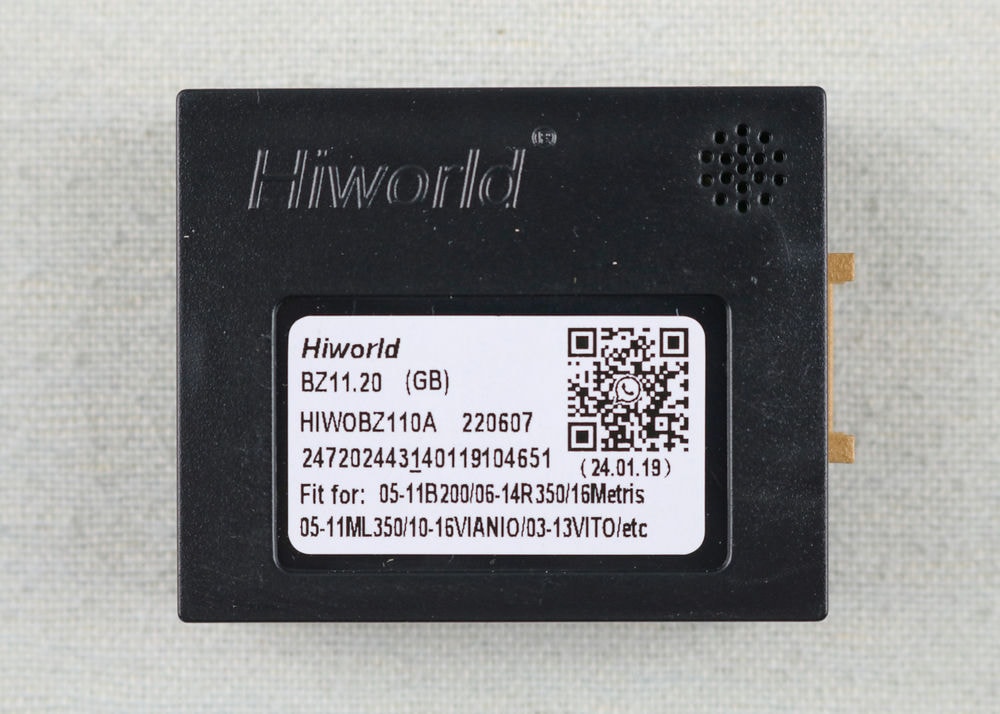 Hiworld®
Hiworld
BZ11.20 (GB)
HIWOBZ110A 220607
247202443140119104651
(24.01.19)
Fit for: 05-11B200/06-14R350/16Metris
05-11ML350/10-16VIANIO/03-13VITO/etc